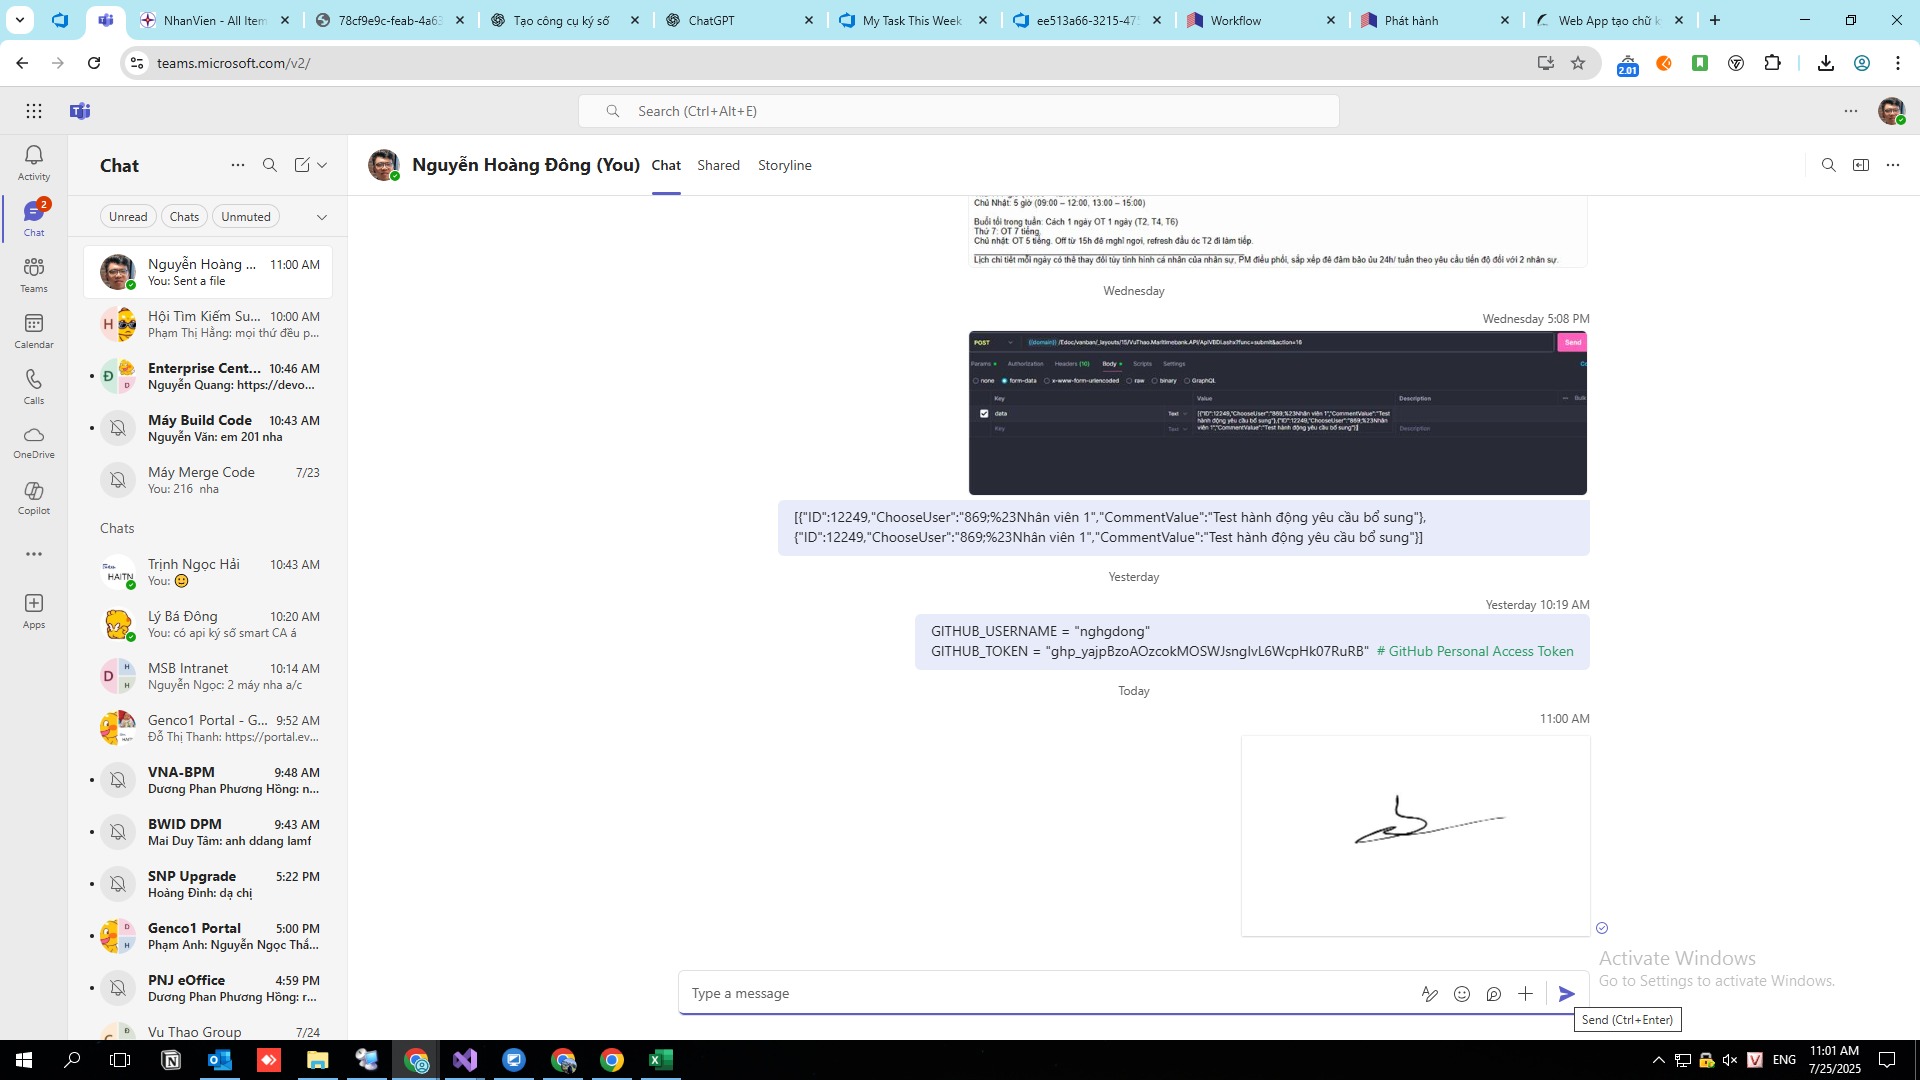 NhanVien - All Item
78cf9e9c-feab-4a63
Tạo công cụ ký số
ChatGPT
My Task This Week
ee513a66-3215-475
Workflow
Phát hành
Web App tạo chữ k
teams.microsoft.com/v2/
2.01
Search (Ctrl+Alt+E)
Activity
2
Chat
Teams
Calendar
Calls
OneDrive
Copilot
Apps
Chat
Unread
Chats
Unmuted
Nguyễn Hoàng ... 11:00 AM
You: Sent a file
Hội Tìm Kiếm Su... 10:00 AM
Phạm Thị Hằng: mọi thứ đều p...
Enterprise Cent... 10:46 AM
Nguyễn Quang: https://devo...
Máy Build Code 10:43 AM
Nguyễn Văn: em 201 nha
Máy Merge Code 7/23
You: 216 nha
Chats
Trịnh Ngọc Hải 10:43 AM
You:
Lý Bá Đông 10:20 AM
You: có api ký số smart CA á
MSB Intranet 10:14 AM
Nguyễn Ngọc: 2 máy nha a/c
Genco1 Portal - G... 9:52 AM
Đỗ Thị Thanh: https://portal.ev...
VNA-BPM 9:48 AM
Dương Phan Phương Hồng: n...
BWID DPM 9:43 AM
Mai Duy Tâm: anh ddang lamf
SNP Upgrade 5:22 PM
Hoàng Đình: dạ chị
Genco1 Portal 5:00 PM
Phạm Anh: Nguyễn Ngọc Thắ...
PNJ eOffice 4:59 PM
Dương Phan Phương Hồng: r...
Vu Thao Group 7/24
Nguyễn Hoàng Đông (You)
Chat
Shared
Storyline
Chủ Nhật: 5 giờ (09:00 – 12:00, 13:00 – 15:00)
Buổi tối trong tuần: Cách 1 ngày OT 1 ngày (T2, T4, T6)
Thứ 7: OT 7 tiếng.
Chủ nhật: OT 5 tiếng. Off từ 15h để nghỉ ngơi, refresh đầu óc T2 đi làm tiếp.
Lịch chi tiết mỗi ngày có thể thay đổi tùy tình hình cá nhân của nhân sự, PM điều phối, sắp xếp để đảm bảo đủ 24h/ tuần theo yêu cầu tiến độ đối với 2 nhân sự.
Wednesday
Wednesday 5:08 PM
POST {{domain}} /Edoc/vanban/_layouts/15/VuThao.Maritimebank.API/ApiVBDi.ashx?func=submit&action=16 Send
Params Authorization Headers (10) Body Scripts Settings
none form-data x-www-form-urlencoded raw binary GraphQL
Key Value Description Bulk
data Text [{"ID":12249,"ChooseUser":"869;%23Nhân viên 1","CommentValue":"Test
hành động yêu cầu bổ sung"},{"ID":12249,"ChooseUser":"869;%23Nhân
viên 1","CommentValue":"Test hành động yêu cầu bổ sung"}]
Key Text Description
[{"ID":12249,"ChooseUser":"869;%23Nhân viên 1","CommentValue":"Test hành động yêu cầu bổ sung"},
{"ID":12249,"ChooseUser":"869;%23Nhân viên 1","CommentValue":"Test hành động yêu cầu bổ sung"}]
Yesterday
Yesterday 10:19 AM
GITHUB_USERNAME = "nghgdong"
GITHUB_TOKEN = "ghp_yajpBzoAOzcokMOSWJsnglvL6WcpHk07RuRB" # GitHub Personal Access Token
Today
11:00 AM
Type a message
Activate Windows
Go to Settings to activate Windows.
Send (Ctrl+Enter)
ENG
11:01 AM
7/25/2025